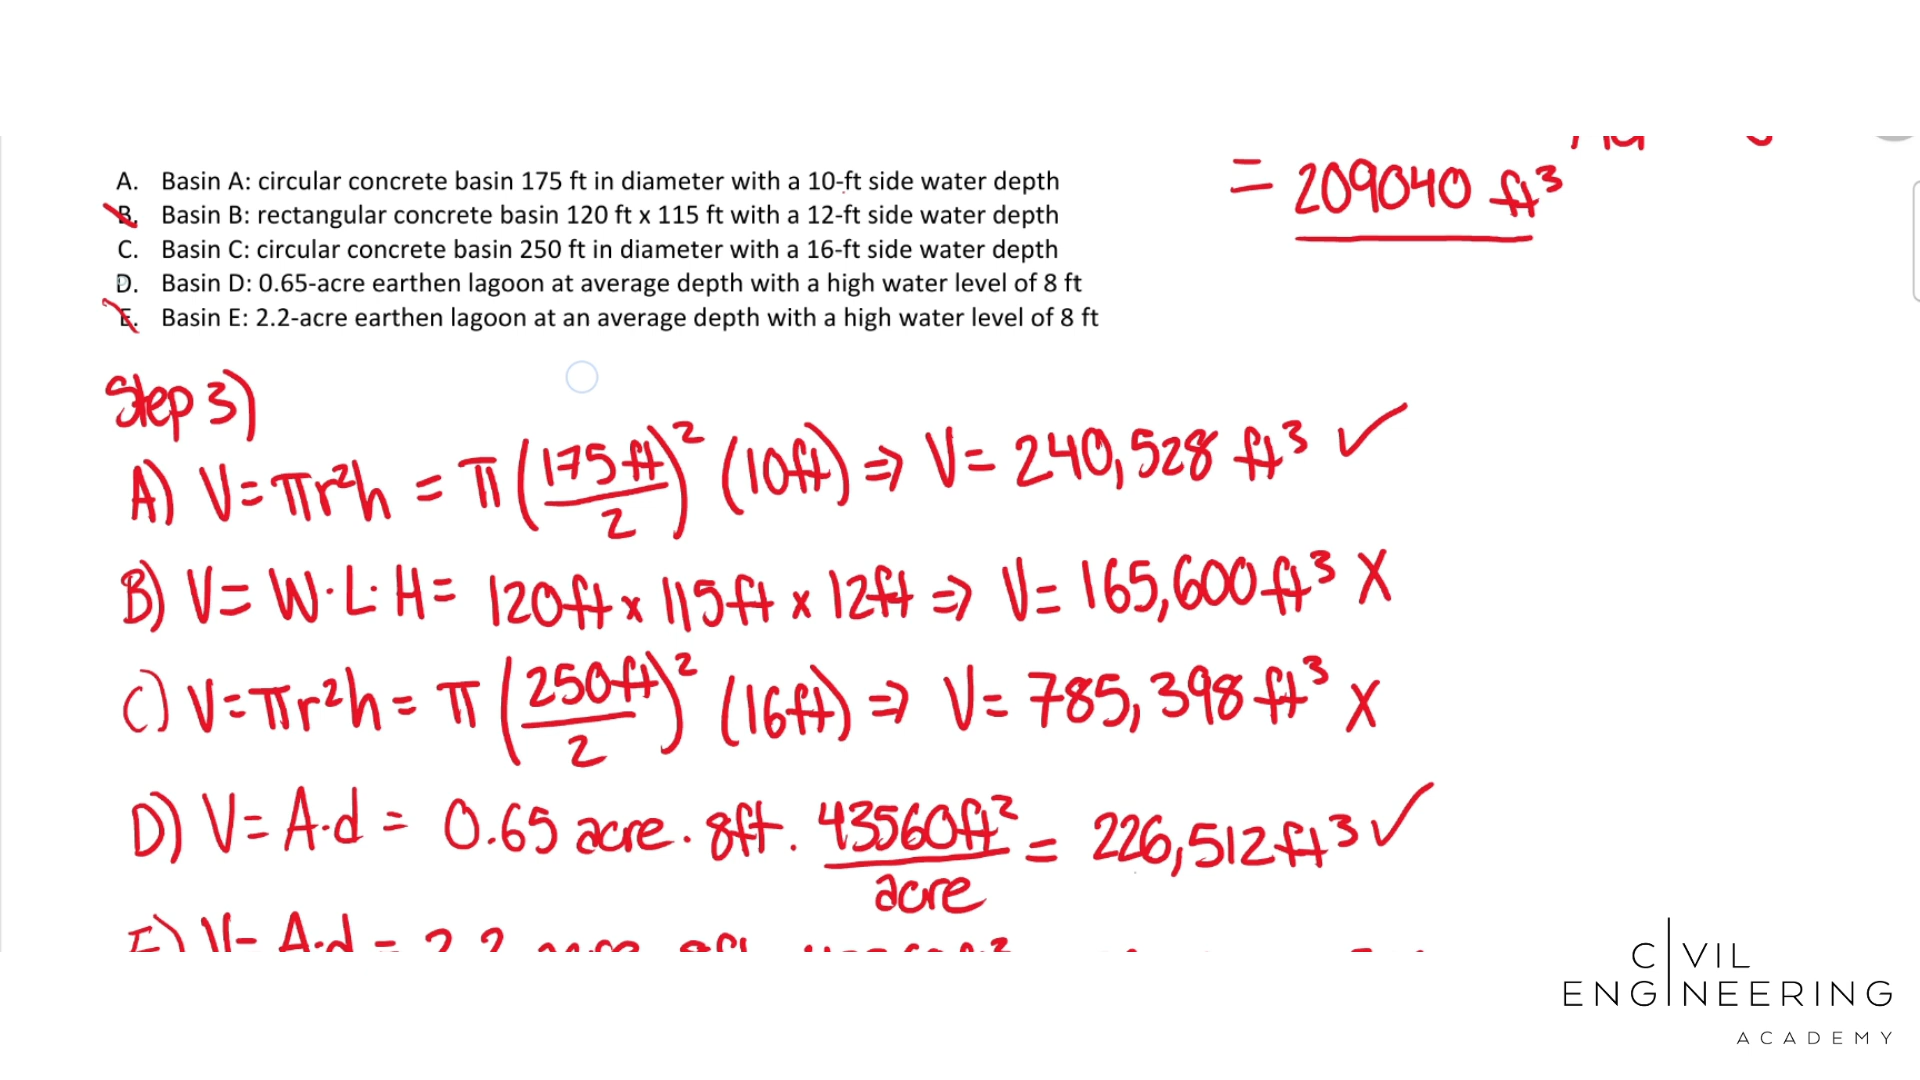 A. Basin A: circular concrete basin 175 ft in diameter with a 10-ft side water depth
B. Basin B: rectangular concrete basin 120 ft x 115 ft with a 12-ft side water depth
C. Basin C: circular concrete basin 250 ft in diameter with a 16-ft side water depth
D. Basin D: 0.65-acre earthen lagoon at average depth with a high water level of 8 ft
E. Basin E: 2.2-acre earthen lagoon at an average depth with a high water level of 8 ft
= 209040 ft³
Step 3)
A) V=πr²h = π(175ft/2)² (10ft) ⇒ V= 240,528 ft³ ✓
B) V= W·L·H= 120ft x 115ft x 12ft ⇒ V= 165,600 ft³ X
C) V=πr²h= π(250ft/2)² (16ft) ⇒ V= 785,398 ft³ X
D) V= A·d = 0.65 acre · 8ft · 43560ft²/acre = 226,512 ft³ ✓
E) V= A·d = 2.2
CIVIL
ENGINEERING
ACADEMY